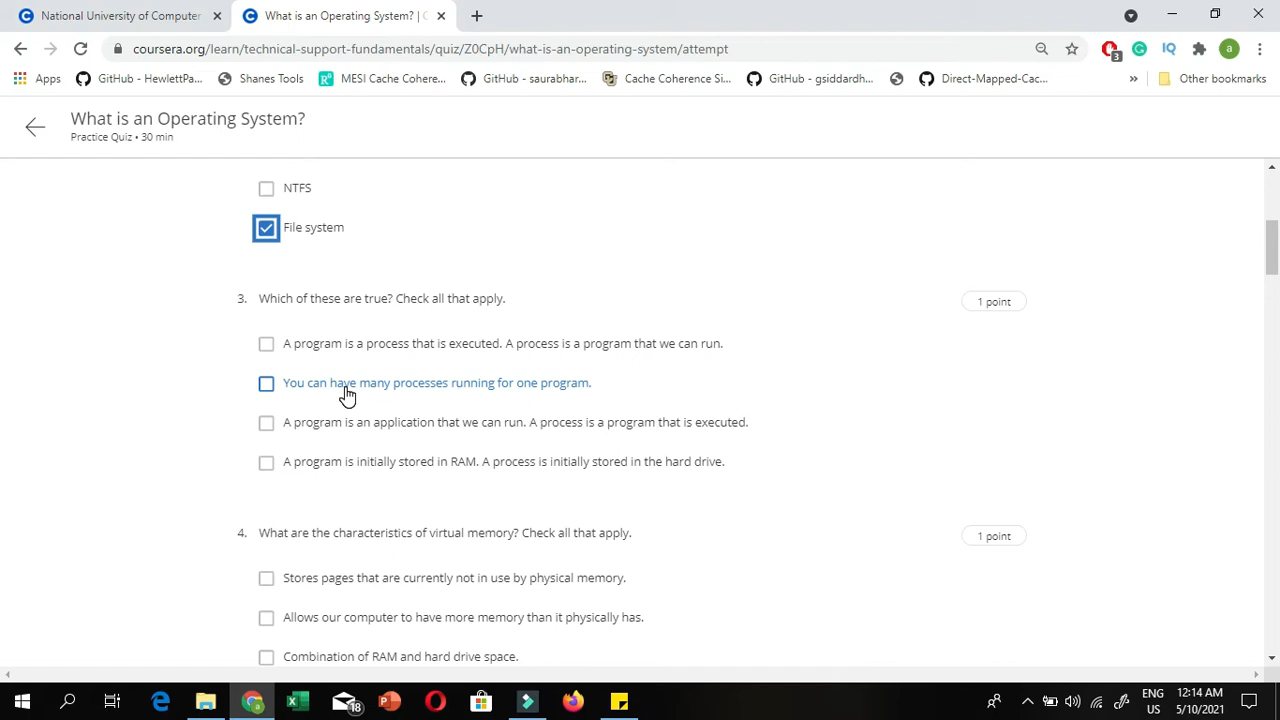 National University of Computer
What is an Operating System? | C
coursera.org/learn/technical-support-fundamentals/quiz/Z0CpH/what-is-an-operating-system/attempt
3
IQ
a
Apps
GitHub - HewlettPa...
Shanes Tools
MESI Cache Cohere...
GitHub - saurabhar...
Cache Coherence Si...
GitHub - gsiddardh...
Direct-Mapped-Cac...
»
Other bookmarks
What is an Operating System?
Practice Quiz • 30 min
NTFS
File system
3. Which of these are true? Check all that apply.
1 point
A program is a process that is executed. A process is a program that we can run.
You can have many processes running for one program.
A program is an application that we can run. A process is a program that is executed.
A program is initially stored in RAM. A process is initially stored in the hard drive.
4. What are the characteristics of virtual memory? Check all that apply.
1 point
Stores pages that are currently not in use by physical memory.
Allows our computer to have more memory than it physically has.
Combination of RAM and hard drive space.
18
ENG
US
12:14 AM
5/10/2021